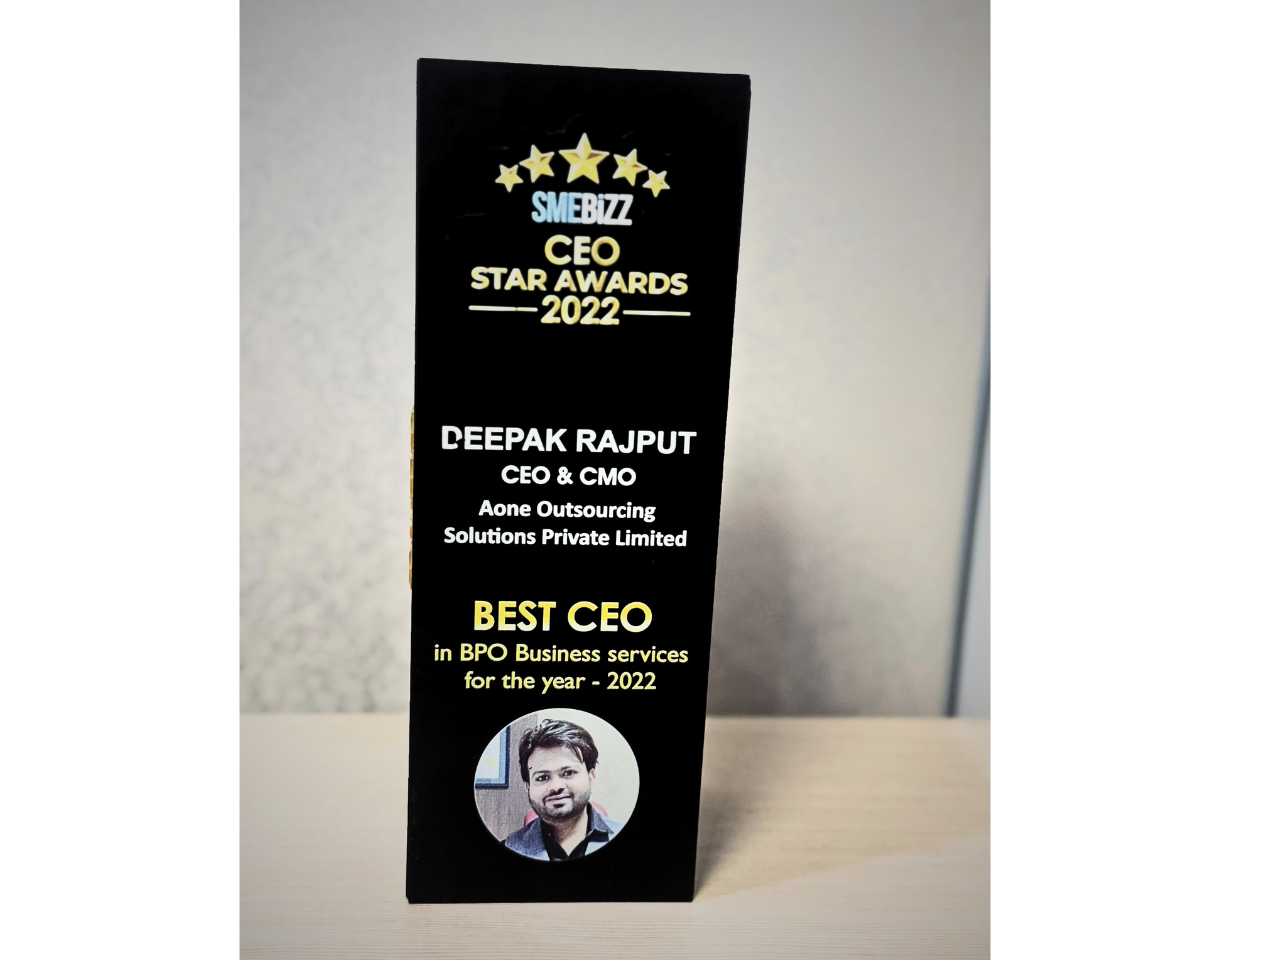 SMEBiZZ
CEO
STAR AWARDS
2022
DEEPAK RAJPUT
CEO & CMO
Aone Outsourcing
Solutions Private Limited
BEST CEO
in BPO Business services
for the year - 2022